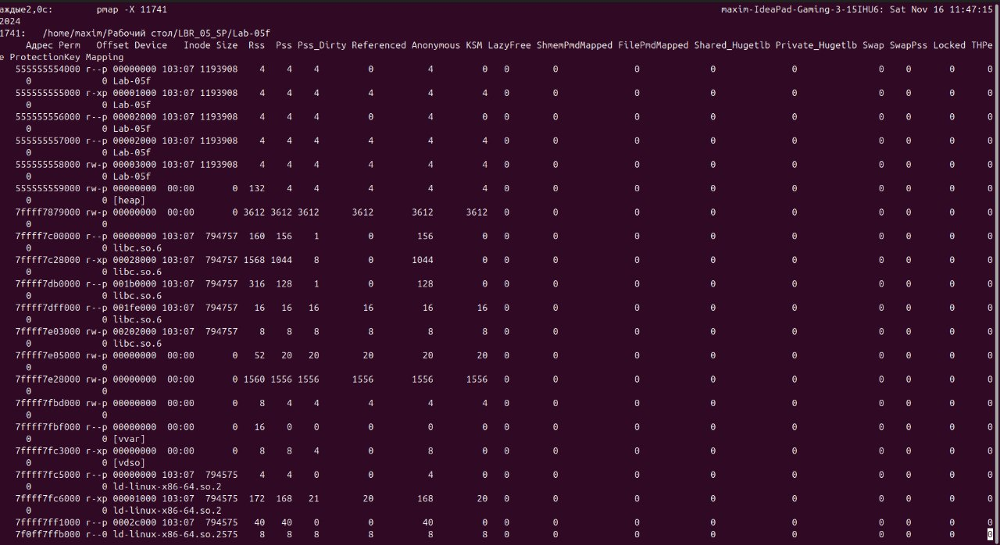 аждые2,0с: pmap -X 11741 maxim-IdeaPad-Gaming-3-15IHU6: Sat Nov 16 11:47:15
2024
1741: /home/maxim/Рабочий стол/LBR_05_SP/Lab-05f
Адрес Perm Offset Device Inode Size Rss Pss Pss_Dirty Referenced Anonymous KSM LazyFree ShmemPmdMapped FilePmdMapped Shared_Hugetlb Private_Hugetlb Swap SwapPss Locked THPe
e ProtectionKey Mapping
555555554000 r--p 00000000 103:07 1193908 4 4 4 0 4 0 0 0 0 0 0 0 0 0 0
0 0 Lab-05f
555555555000 r-xp 00001000 103:07 1193908 4 4 4 4 4 4 0 0 0 0 0 0 0 0 0
0 0 Lab-05f
555555556000 r--p 00002000 103:07 1193908 4 4 4 0 4 0 0 0 0 0 0 0 0 0 0
0 0 Lab-05f
555555557000 r--p 00002000 103:07 1193908 4 4 4 4 4 4 0 0 0 0 0 0 0 0 0
0 0 Lab-05f
555555558000 rw-p 00003000 103:07 1193908 4 4 4 4 4 4 0 0 0 0 0 0 0 0 0
0 0 Lab-05f
555555559000 rw-p 00000000 00:00 0 132 4 4 4 4 4 0 0 0 0 0 0 0 0 0
0 0 [heap]
7ffff7879000 rw-p 00000000 00:00 0 3612 3612 3612 3612 3612 3612 0 0 0 0 0 0 0 0 0
0 0
7ffff7c00000 r--p 00000000 103:07 794757 160 156 1 0 156 0 0 0 0 0 0 0 0 0 0
0 0 libc.so.6
7ffff7c28000 r-xp 00028000 103:07 794757 1568 1044 8 0 1044 0 0 0 0 0 0 0 0 0 0
0 0 libc.so.6
7ffff7db0000 r--p 001b0000 103:07 794757 316 128 1 0 128 0 0 0 0 0 0 0 0 0 0
0 0 libc.so.6
7ffff7dff000 r--p 001fe000 103:07 794757 16 16 16 16 16 16 0 0 0 0 0 0 0 0 0
0 0 libc.so.6
7ffff7e03000 rw-p 00202000 103:07 794757 8 8 8 8 8 8 0 0 0 0 0 0 0 0 0
0 0 libc.so.6
7ffff7e05000 rw-p 00000000 00:00 0 52 20 20 20 20 20 0 0 0 0 0 0 0 0 0
0 0
7ffff7e28000 rw-p 00000000 00:00 0 1560 1556 1556 1556 1556 1556 0 0 0 0 0 0 0 0 0
0 0
7ffff7fbd000 rw-p 00000000 00:00 0 8 4 4 4 4 4 0 0 0 0 0 0 0 0 0
0 0
7ffff7fbf000 r--p 00000000 00:00 0 16 0 0 0 0 0 0 0 0 0 0 0 0 0 0
0 0 [vvar]
7ffff7fc3000 r-xp 00000000 00:00 0 8 8 4 0 8 0 0 0 0 0 0 0 0 0 0
0 0 [vdso]
7ffff7fc5000 r--p 00000000 103:07 794575 4 4 0 0 4 0 0 0 0 0 0 0 0 0 0
0 0 ld-linux-x86-64.so.2
7ffff7fc6000 r-xp 00001000 103:07 794575 172 168 21 20 168 20 0 0 0 0 0 0 0 0 0
0 0 ld-linux-x86-64.so.2
7ffff7ff1000 r--p 0002c000 103:07 794575 40 40 0 0 40 0 0 0 0 0 0 0 0 0 0
7f0ff7ffb000 r--0 ld-linux-x86-64.so.2575 8 8 8 8 8 8 0 0 0 0 0 0 0 0 0